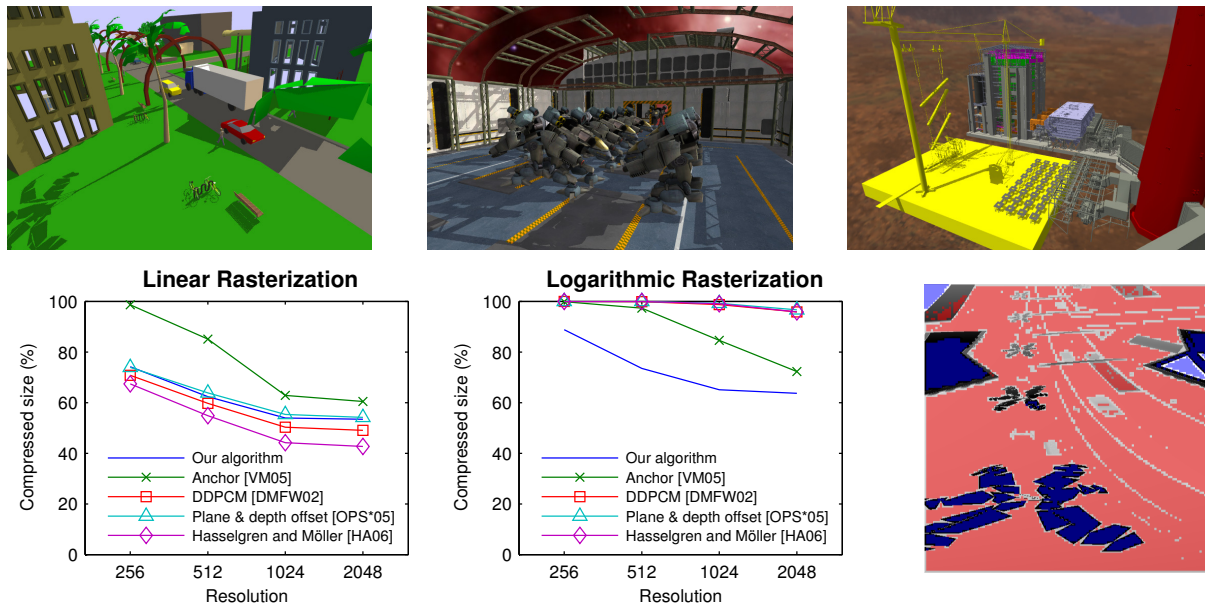 Linear Rasterization
100
80
60
40
20
0
Compressed size (%)
Our algorithm
Anchor [VM05]
DDPCM [DMFW02]
Plane & depth offset [OPS*05]
Hasselgren and Möller [HA06]
256 512 1024 2048
Resolution
Logarithmic Rasterization
100
80
60
40
20
0
Compressed size (%)
Our algorithm
Anchor [VM05]
DDPCM [DMFW02]
Plane & depth offset [OPS*05]
Hasselgren and Möller [HA06]
256 512 1024 2048
Resolution